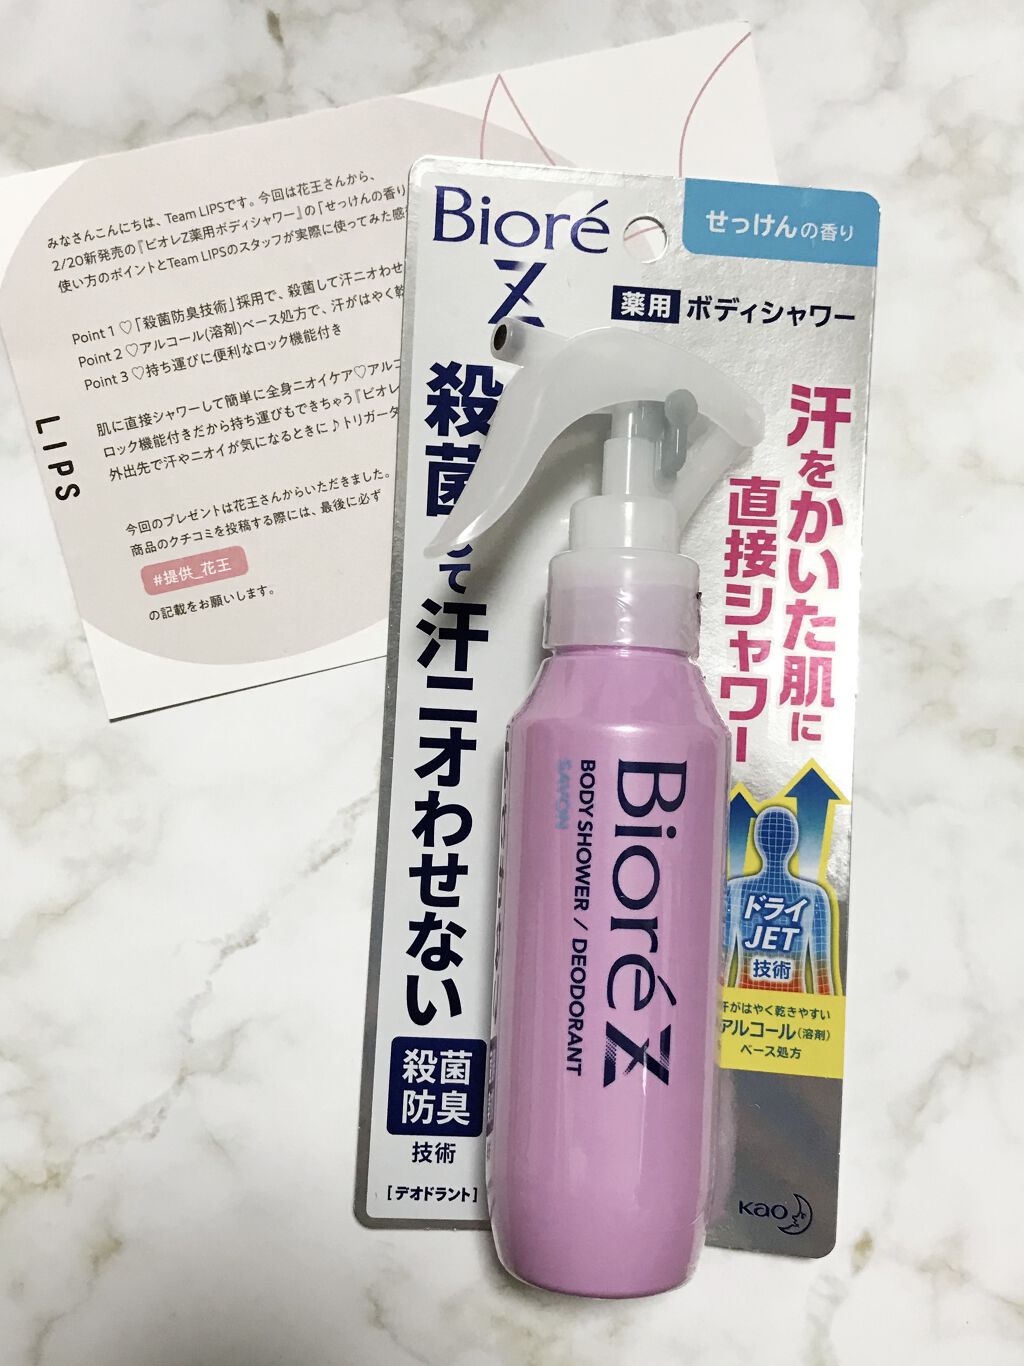 みなさんこんにちは、Team LIPSです。今回は花王さんから、
2/20新発売の『ビオレZ薬用ボディシャワー』の「せっけんの香り
使い方のポイントとTeam LIPSのスタッフが実際に使ってみた感
Point 1 ♡「殺菌防臭技術」採用で、殺菌して汗ニオわせ
Point 2 ♡アルコール(溶剤)ベース処方で、汗がはやく乾
Point 3 ♡持ち運びに便利なロック機能付き
肌に直接シャワーして簡単に全身ニオイケア♡アルコ
ロック機能付きだから持ち運びもできちゃう『ビオレ
外出先で汗やニオイが気になるときに♪トリガータ
今回のプレゼントは花王さんからいただきました。
商品のクチコミを投稿する際には、最後に必ず
#提供_花王
の記載をお願いします。
LIPS
Bioré
Z
せっけんの香り
薬用 ボディシャワー
殺菌して汗ニオわせない
汗をかいた肌に
直接シャワー
殺菌
防臭
技術
[デオドラント]
ドライ
JET
技術
汗がはやく乾きやすい
アルコール(溶剤)
ベース処方
Kao
Bioré Z
BODY SHOWER / DEODORANT
SAVON